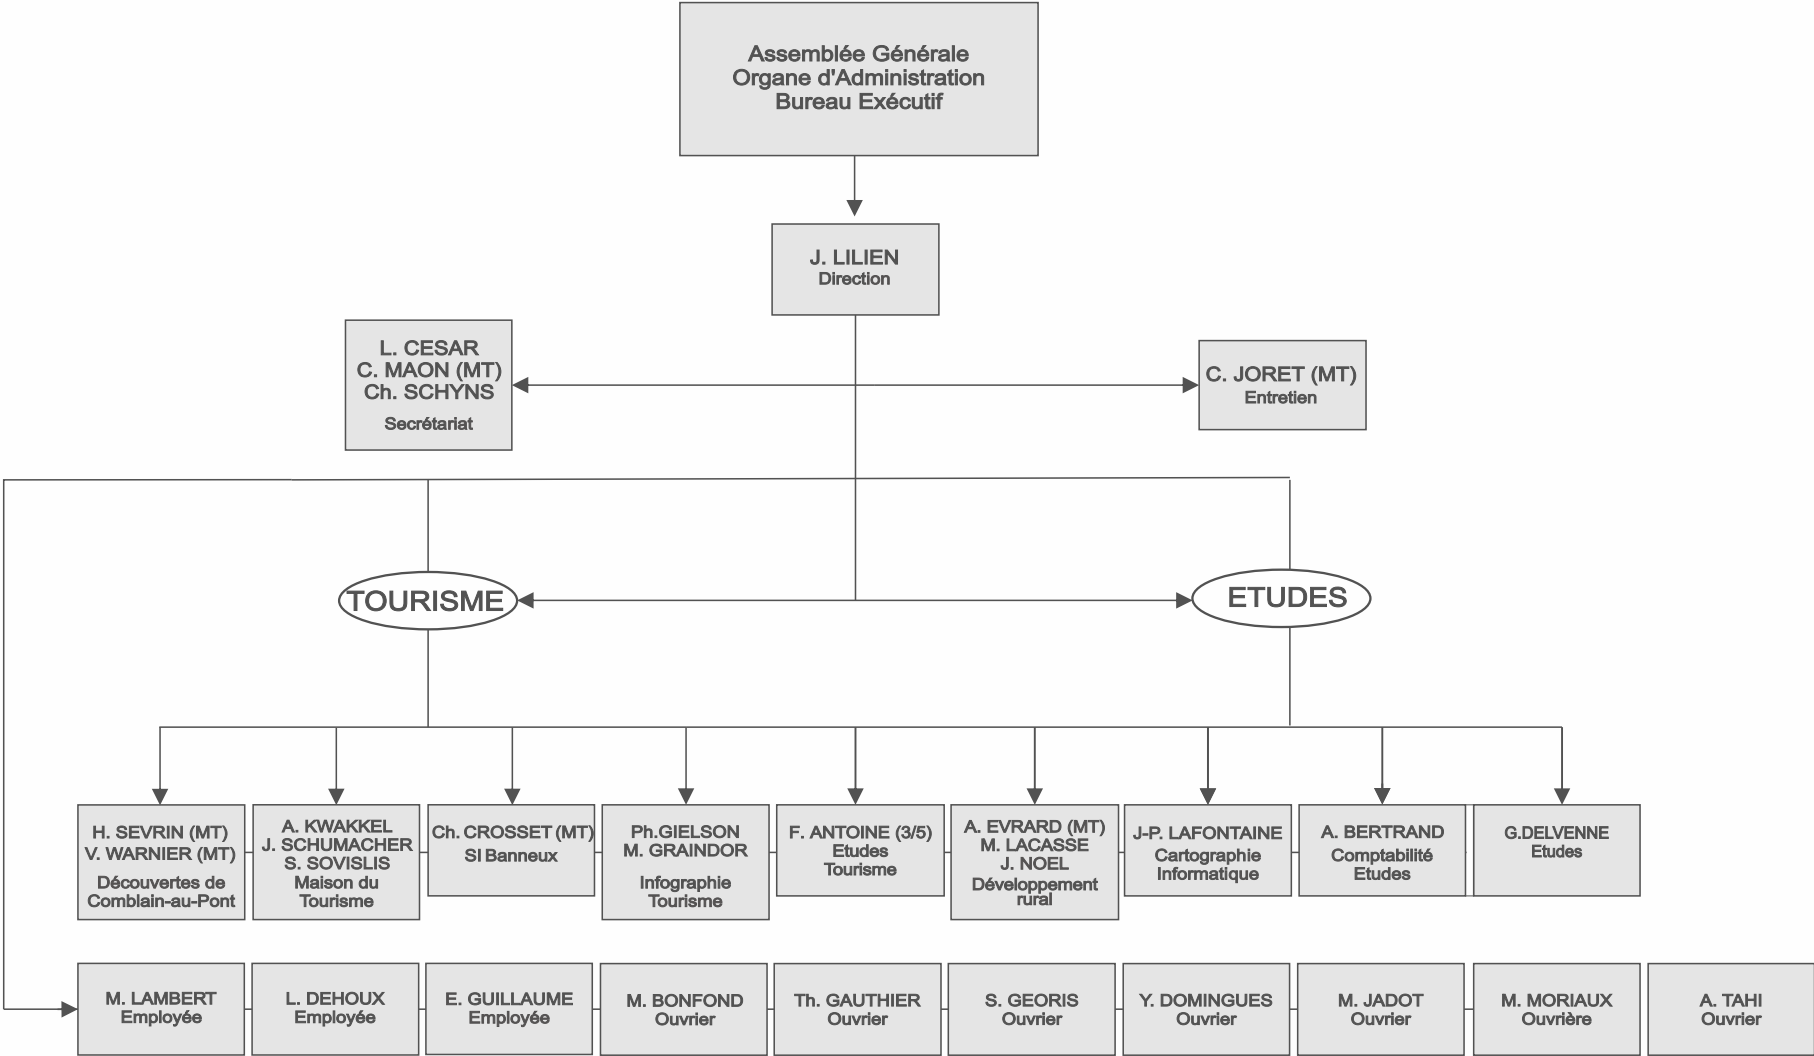 Assemblée Générale
Organe d'Administration
Bureau Exécutif
J. LILIEN
Direction
L. CESAR
C. MAON (MT)
Ch. SCHYNS
Secrétariat
C. JORET (MT)
Entretien
TOURISME
ETUDES
H. SEVRIN (MT)
V. WARNIER (MT)
Découvertes de
Comblain-au-Pont
A. KWAKKEL
J. SCHUMACHER
S. SOVISLIS
Maison du
Tourisme
Ch. CROSSET (MT)
SI Banneux
Ph.GIELSON
M. GRAINDOR
Infographie
Tourisme
F. ANTOINE (3/5)
Etudes
Tourisme
A. EVRARD (MT)
M. LACASSE
J. NOEL
Développement
rural
J-P. LAFONTAINE
Cartographie
Informatique
A. BERTRAND
Comptabilité
Etudes
G.DELVENNE
Etudes
M. LAMBERT
Employée
L. DEHOUX
Employée
E. GUILLAUME
Employée
M. BONFOND
Ouvrier
Th. GAUTHIER
Ouvrier
S. GEORIS
Ouvrier
Y. DOMINGUES
Ouvrier
M. JADOT
Ouvrier
M. MORIAUX
Ouvrière
A. TAHI
Ouvrier